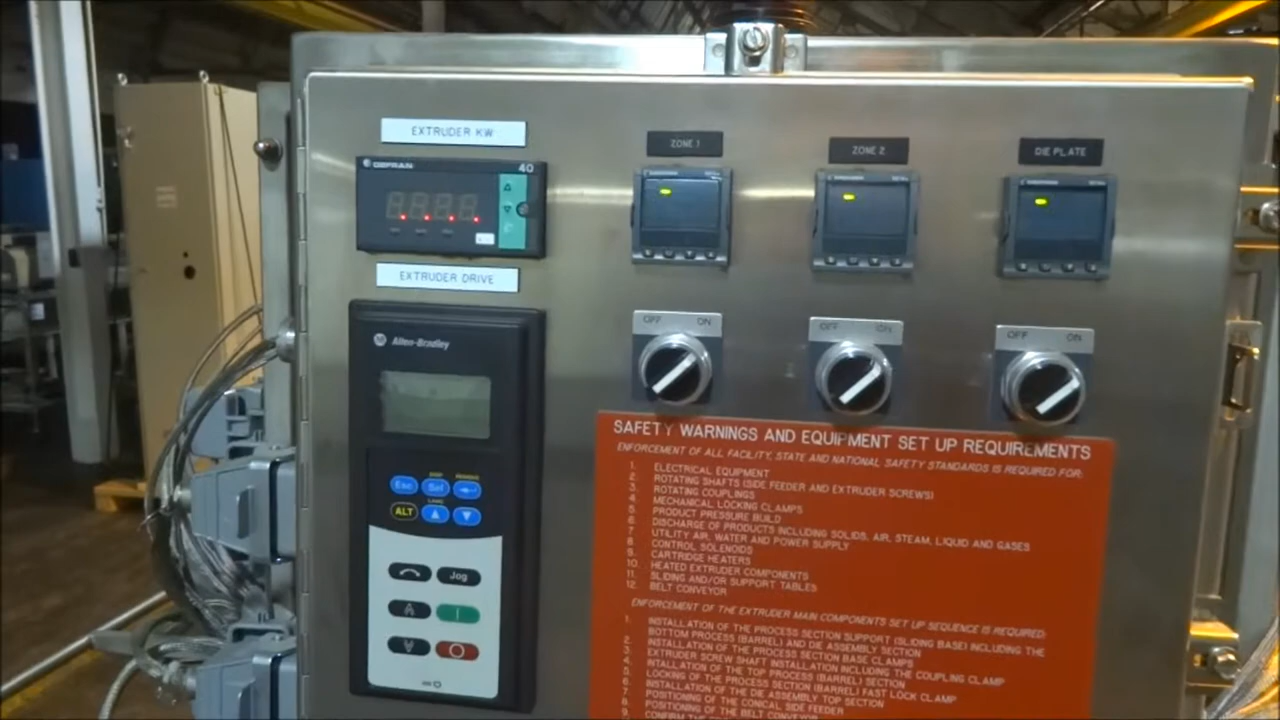 EXTRUDER KW
ZONE 1
ZONE 2
DIE PLATE
GEFRAN
40
EXTRUDER DRIVE
OFF ON
OFF ON
OFF ON
Allen-Bradley
Esc
Sel
ALT
Jog
SAFETY WARNINGS AND EQUIPMENT SET UP REQUIREMENTS
ENFORCEMENT OF ALL FACILITY, STATE AND NATIONAL SAFETY STANDARDS IS REQUIRED FOR:
1. ELECTRICAL EQUIPMENT
2. ROTATING SHAFTS (SIDE FEEDER AND EXTRUDER SCREWS)
3. ROTATING COUPLINGS
4. MECHANICAL LOCKING CLAMPS
5. PRODUCT PRESSURE BUILD
6. DISCHARGE OF PRODUCTS INCLUDING SOLIDS, AIR, STEAM, LIQUID AND GASES
7. UTILITY AIR, WATER AND POWER SUPPLY
8. CONTROL SOLENOIDS
9. CARTRIDGE HEATERS
10. HEATED EXTRUDER COMPONENTS
11. SLIDING AND/OR SUPPORT TABLES
12. BELT CONVEYOR
ENFORCEMENT OF THE EXTRUDER MAIN COMPONENTS SET UP SEQUENCE IS REQUIRED:
1. INSTALLATION OF THE PROCESS SECTION SUPPORT (SLIDING BASE) INCLUDING THE
BOTTOM PROCESS (BARREL) AND DIE ASSEMBLY SECTION
2. INSTALLATION OF THE PROCESS SECTION BASE CLAMPS
3. EXTRUDER SCREW SHAFT INSTALLATION INCLUDING THE COUPLING CLAMP
4. INTALLATION OF THE TOP PROCESS (BARREL) SECTION
5. LOCKING OF THE PROCESS SECTION (BARREL) FAST LOCK CLAMP
6. INSTALLATION OF THE DIE ASSEMBLY TOP SECTION
7. POSITIONING OF THE CONICAL SIDE FEEDER
8. POSITIONING OF THE BELT CONVEYOR
9. CONFIRM THE